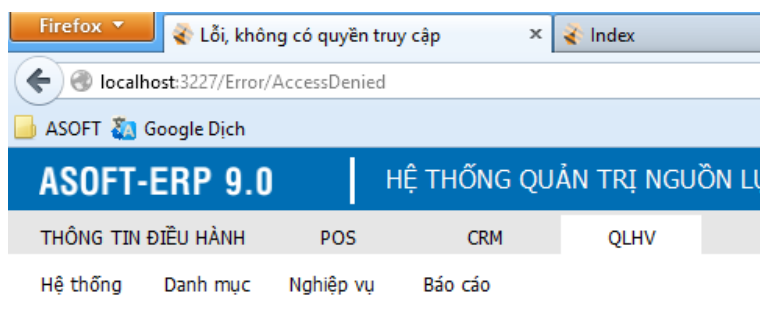 Firefox
Lỗi, không có quyền truy cập × Index
localhost:3227/Error/AccessDenied
ASOFT Google Dịch
ASOFT-ERP 9.0 HỆ THỐNG QUẢN TRỊ NGUỒN
THÔNG TIN ĐIỀU HÀNH POS CRM QLHV
Hệ thống Danh mục Nghiệp vụ Báo cáo